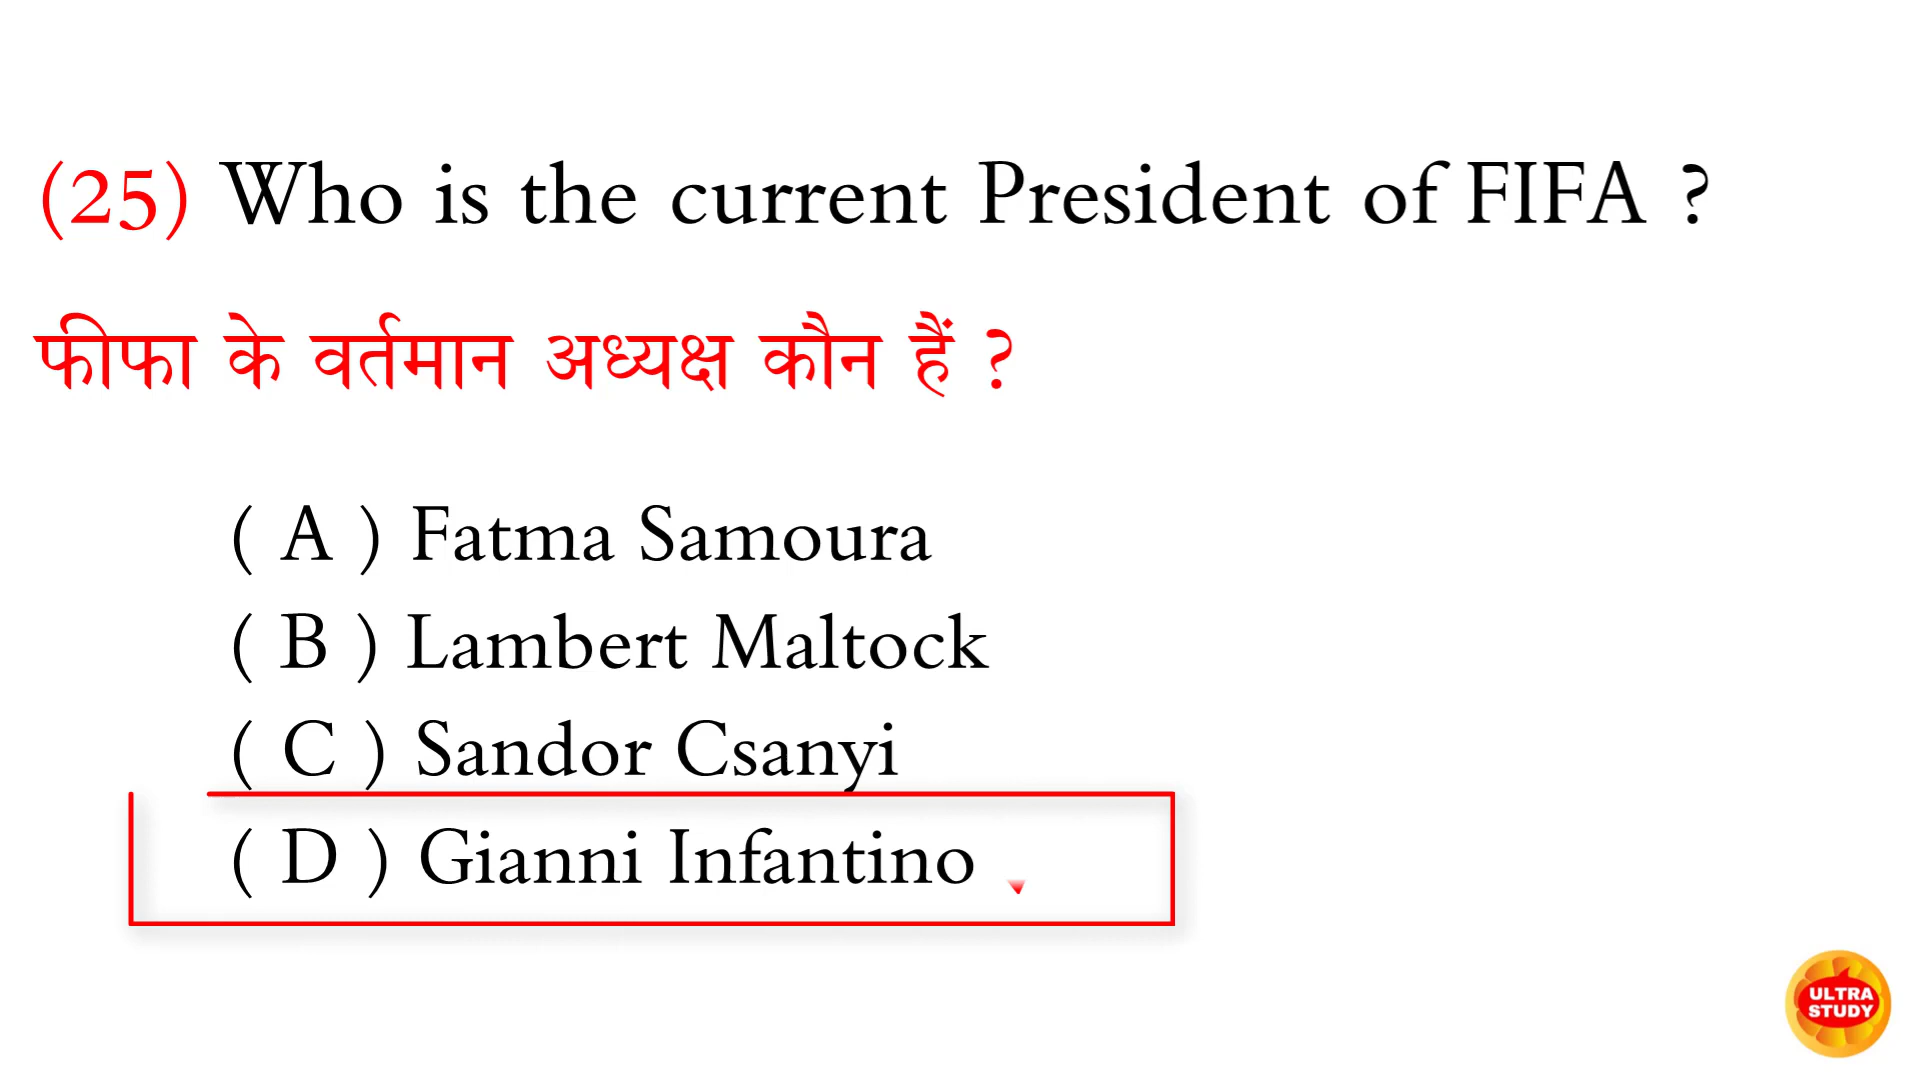 (25) Who is the current President of FIFA ?
फीफा के वर्तमान अध्यक्ष कौन हैं ?
( A ) Fatma Samoura
( B ) Lambert Maltock
( C ) Sandor Csanyi
( D ) Gianni Infantino
ULTRA
STUDY